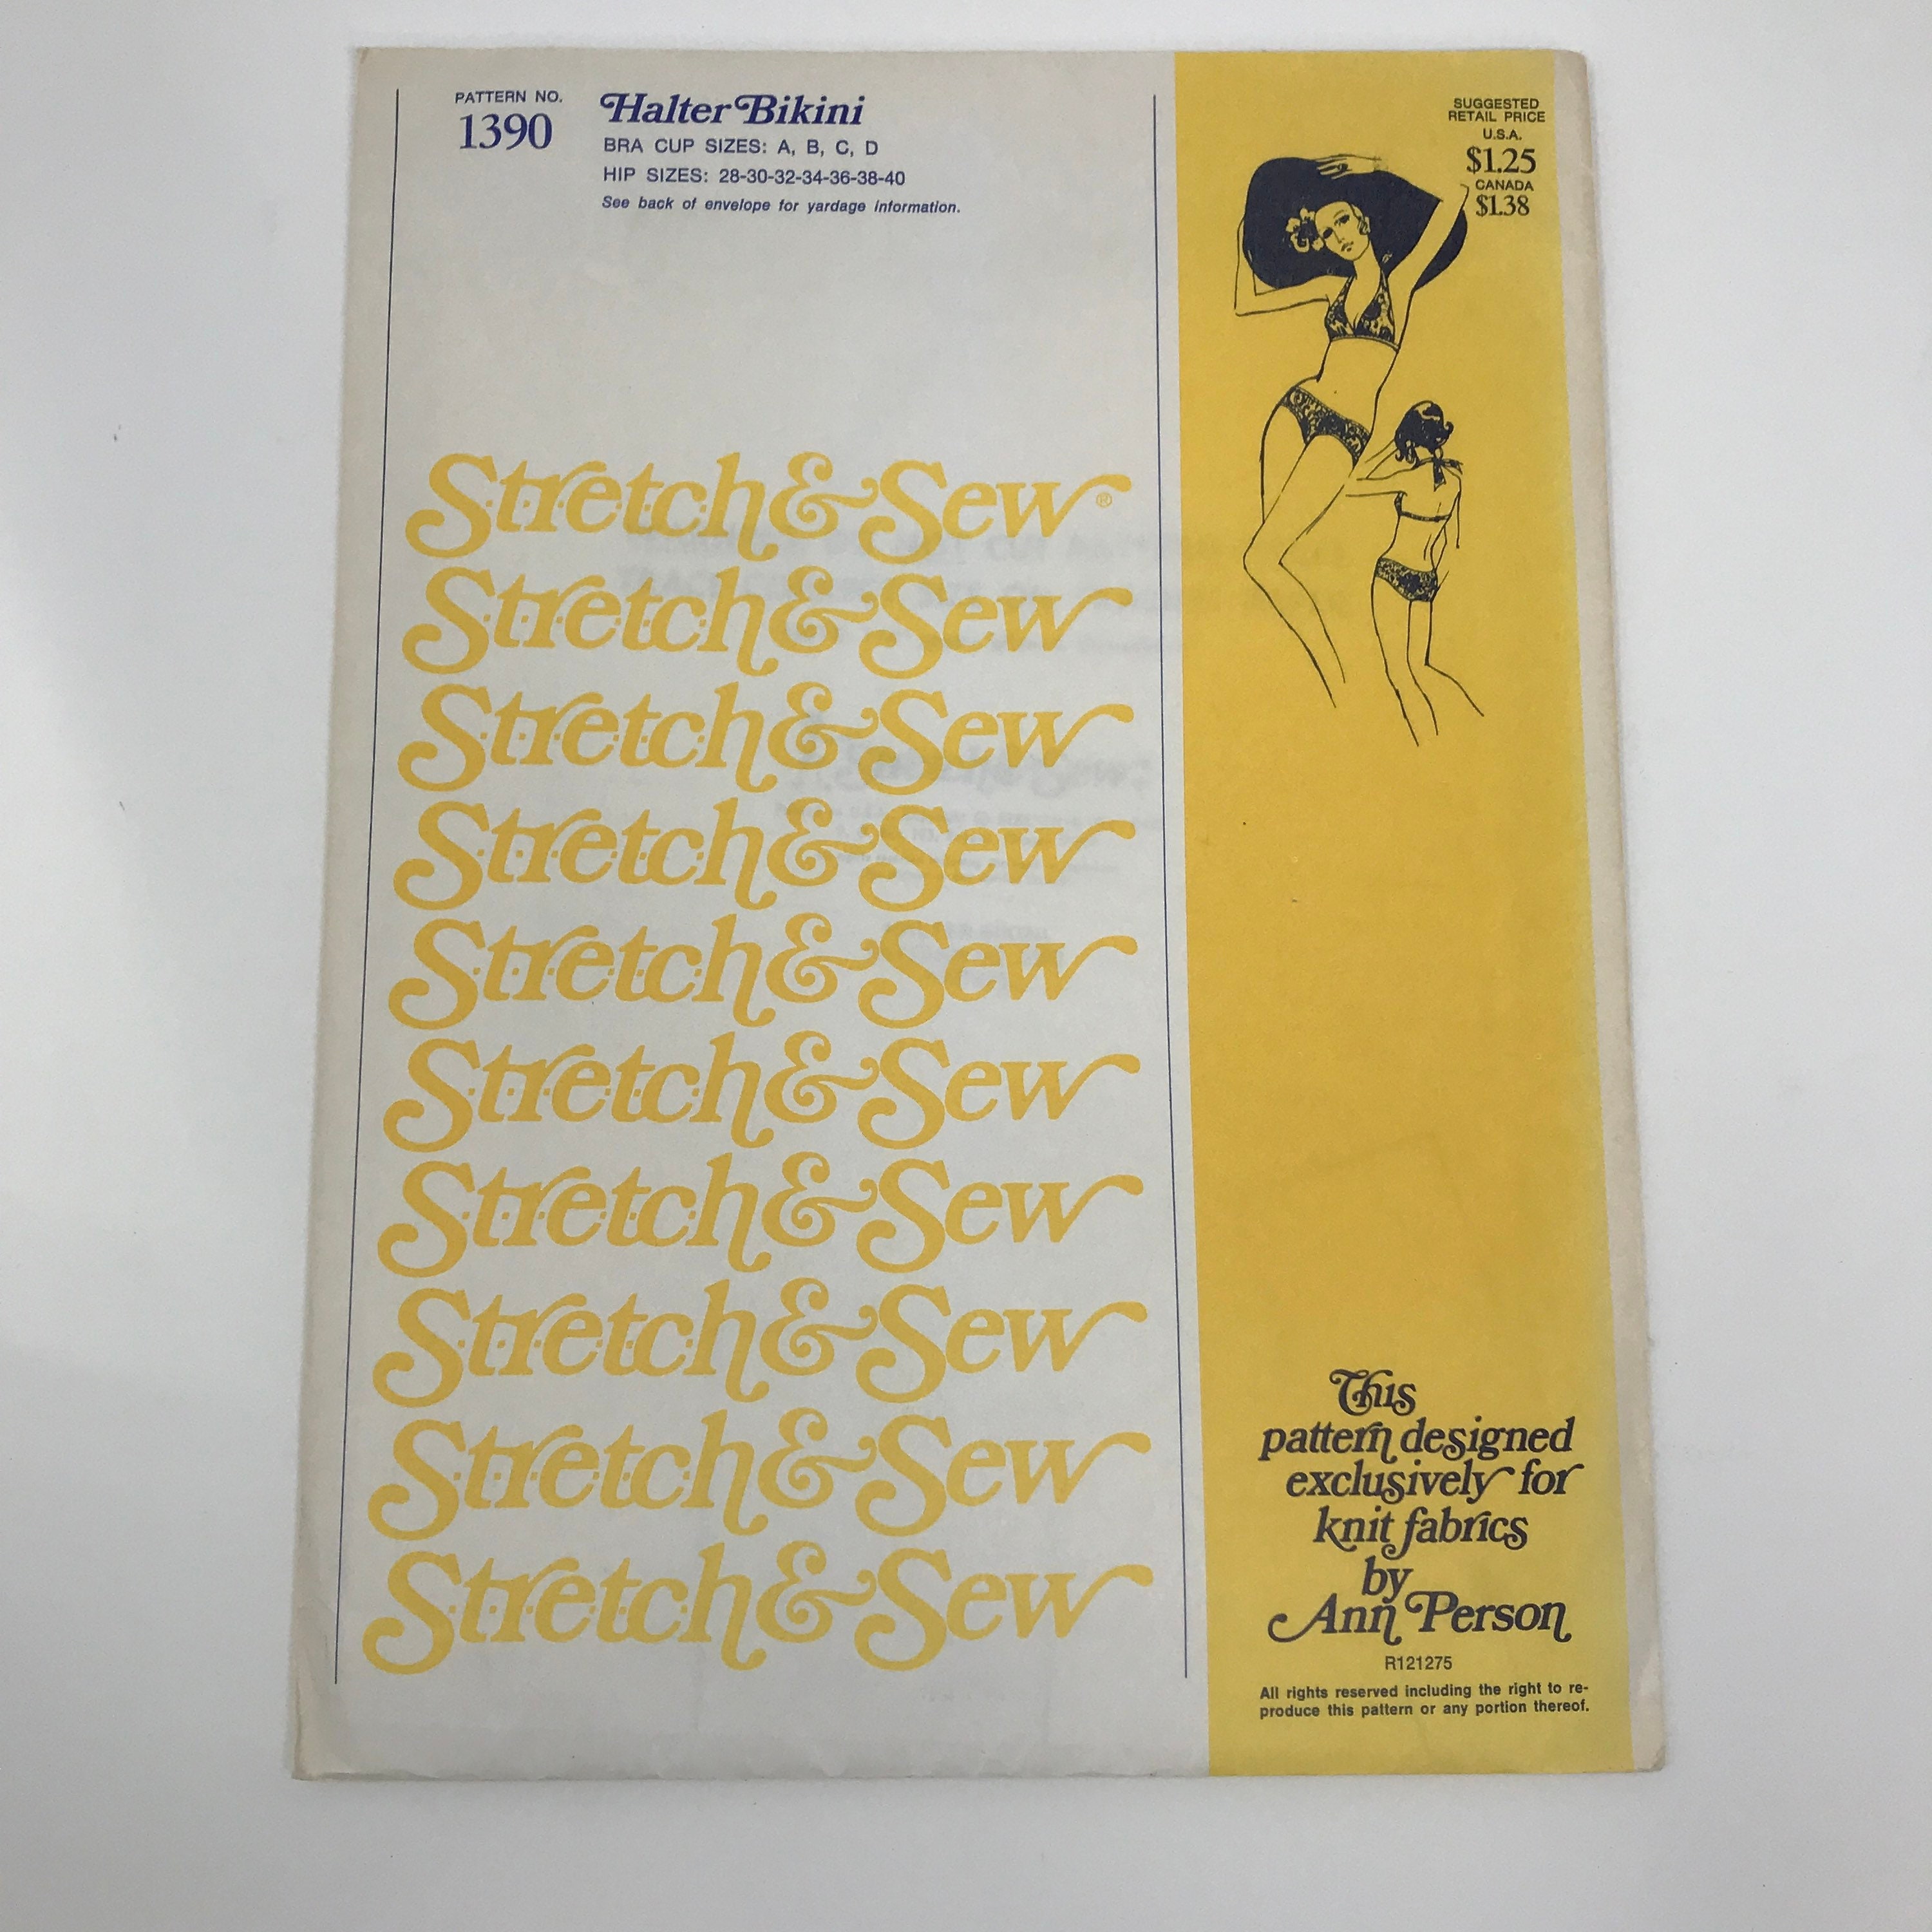 PATTERN NO.
1390
Halter Bikini
BRA CUP SIZES: A, B, C, D
HIP SIZES: 28-30-32-34-36-38-40
See back of envelope for yardage information.
SUGGESTED
RETAIL PRICE
U.S.A.
$1.25
CANADA
$1.38
Stretch & Sew®
Stretch & Sew
Stretch & Sew
Stretch & Sew
Stretch & Sew
Stretch & Sew
Stretch & Sew
Stretch & Sew
Stretch & Sew
Stretch & Sew
This
pattern designed
exclusively for
knit fabrics
by
Ann Person
R121275
All rights reserved including the right to re-
produce this pattern or any portion thereof.